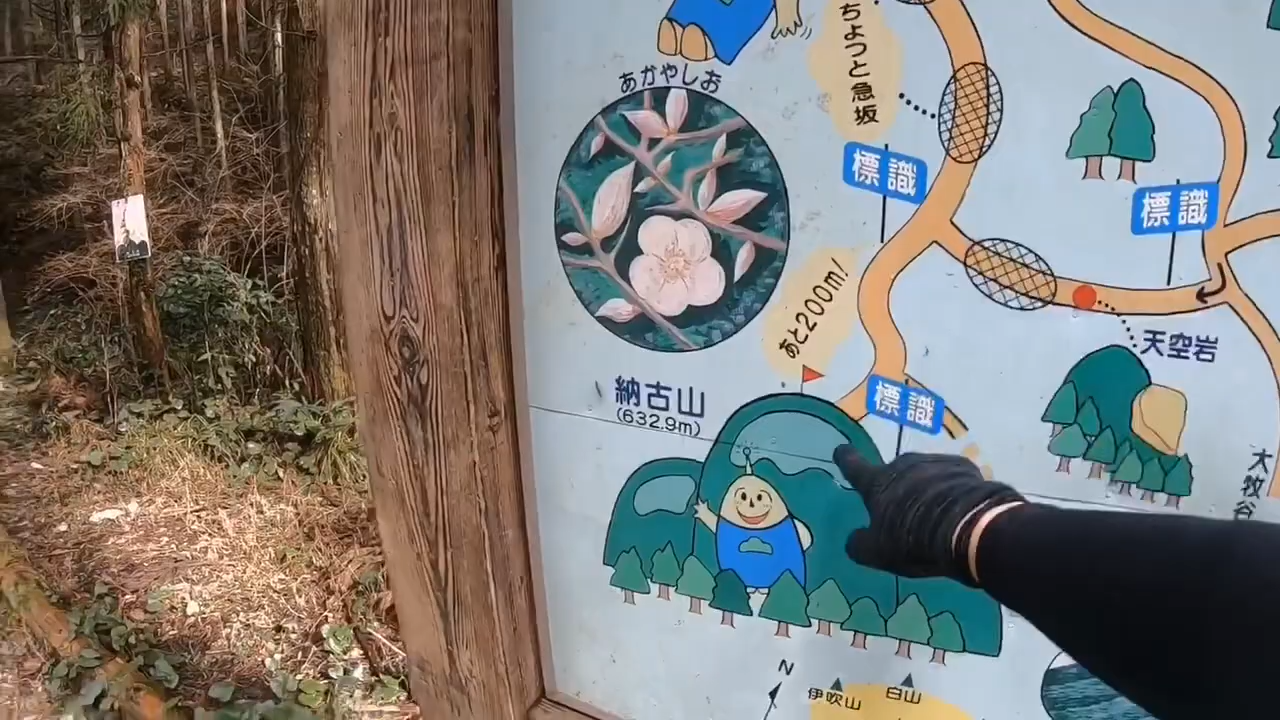 ちょっと急坂
あかやしお
標識
標識
あと200m!
天空岩
納古山
(632.9m)
標識
大牧谷
N
伊吹山
白山